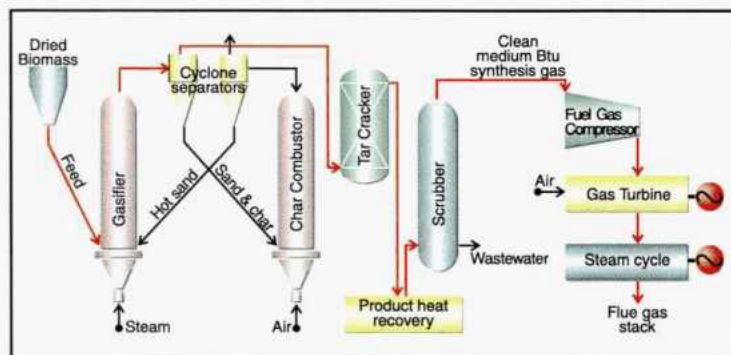 Dried
Biomass
Feed
Gasifier
Steam
Cyclone
separators
Hot sand
Sand & char
Char Combustor
Air
Tar Cracker
Product heat
recovery
Scrubber
Wastewater
Clean
medium Btu
synthesis gas
Fuel Gas
Compressor
Air
Gas Turbine
Steam cycle
Flue gas
stack